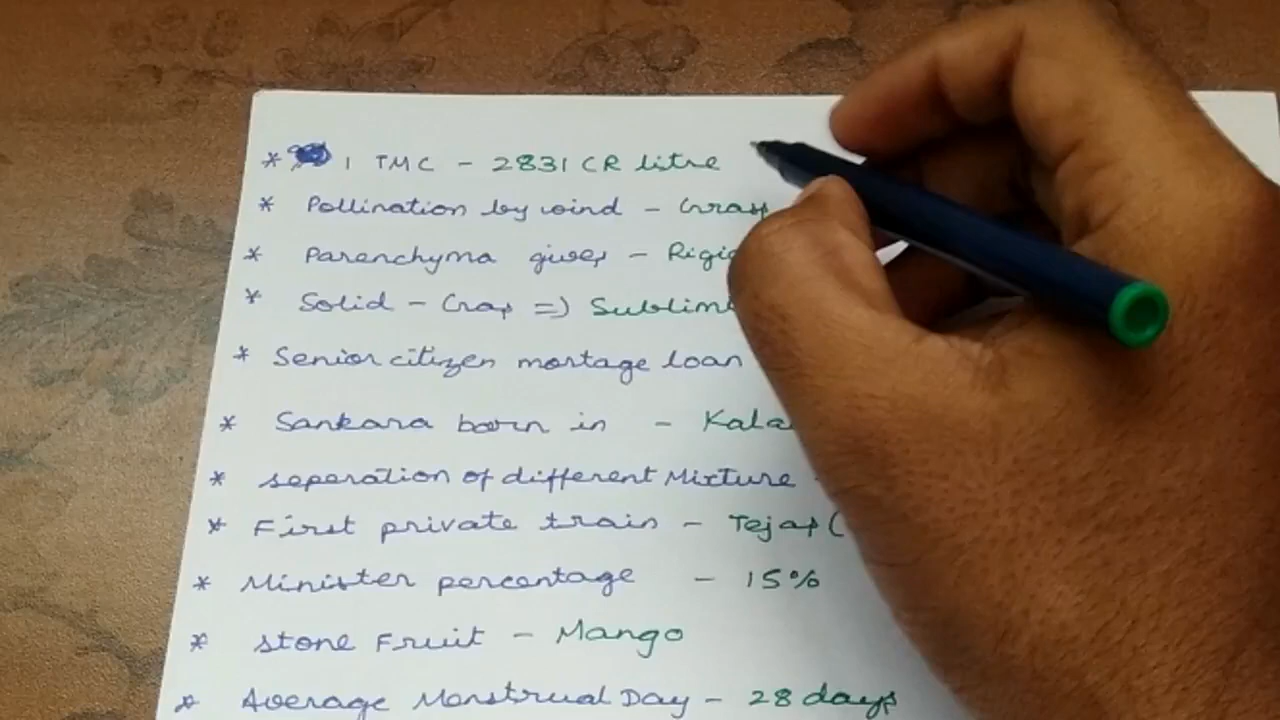 * 1 TMC - 2831 CR litre
* Pollination by wind - Grass
* Parenchyma gives - Rigid
* Solid - Gas => Sublim
* Senior citizen mortage loan
* Sankara born in - Kala
* seperation of different Mixture -
* First private train - Tejas (
* Minister percentage - 15%
* stone Fruit - Mango
* Average Menstrual Day - 28 days